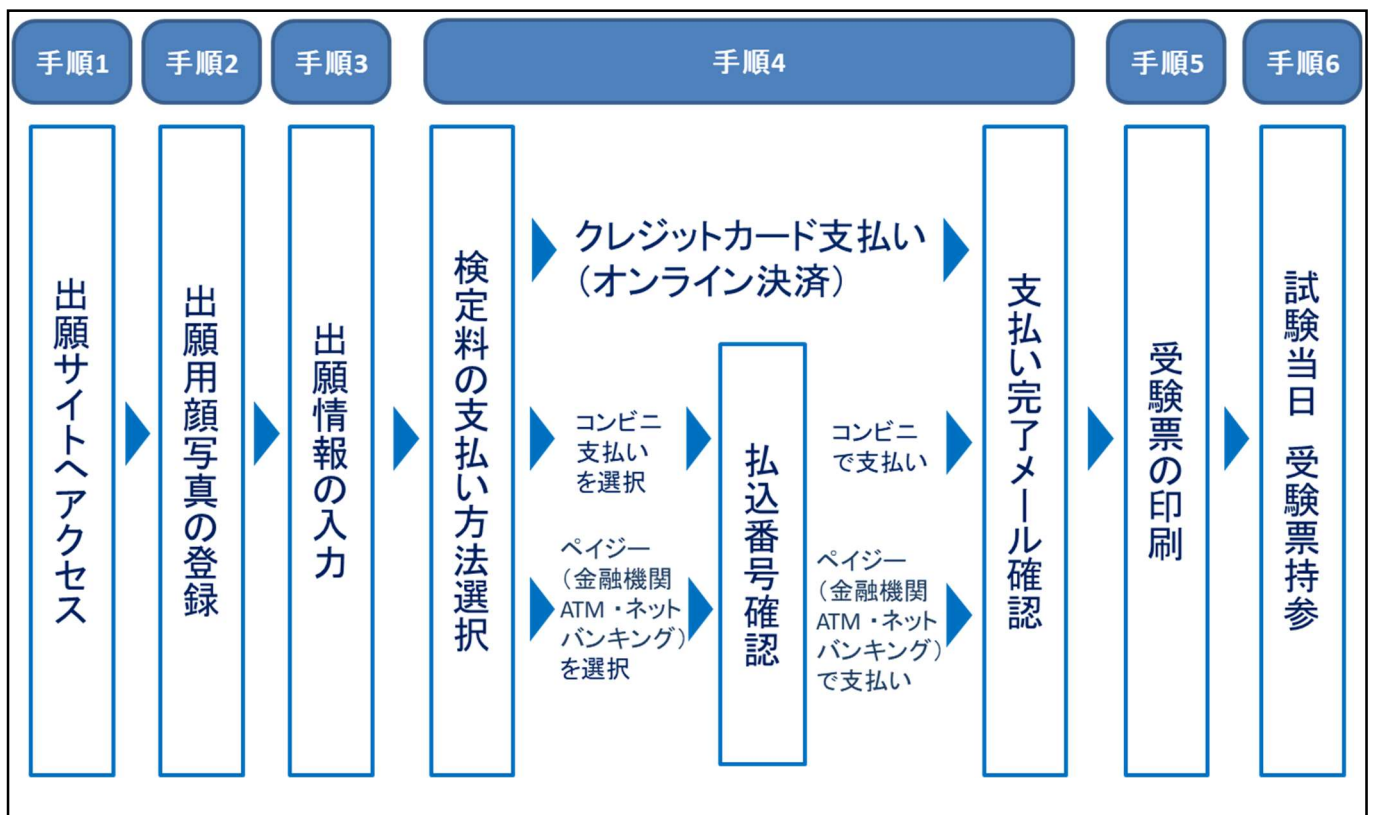 手順1
手順2
手順3
手順4
手順5
手順6
出願サイトへアクセス
出願用顔写真の登録
出願情報の入力
検定料の支払い方法選択
クレジットカード支払い
（オンライン決済）
コンビニ
支払い
を選択
ペイジー
（金融機関
ATM・ネット
バンキング）
を選択
払込番号確認
コンビニ
で支払い
ペイジー
（金融機関
ATM・ネット
バンキング）
で支払い
支払い完了メール確認
受験票の印刷
試験当日　受験票持参